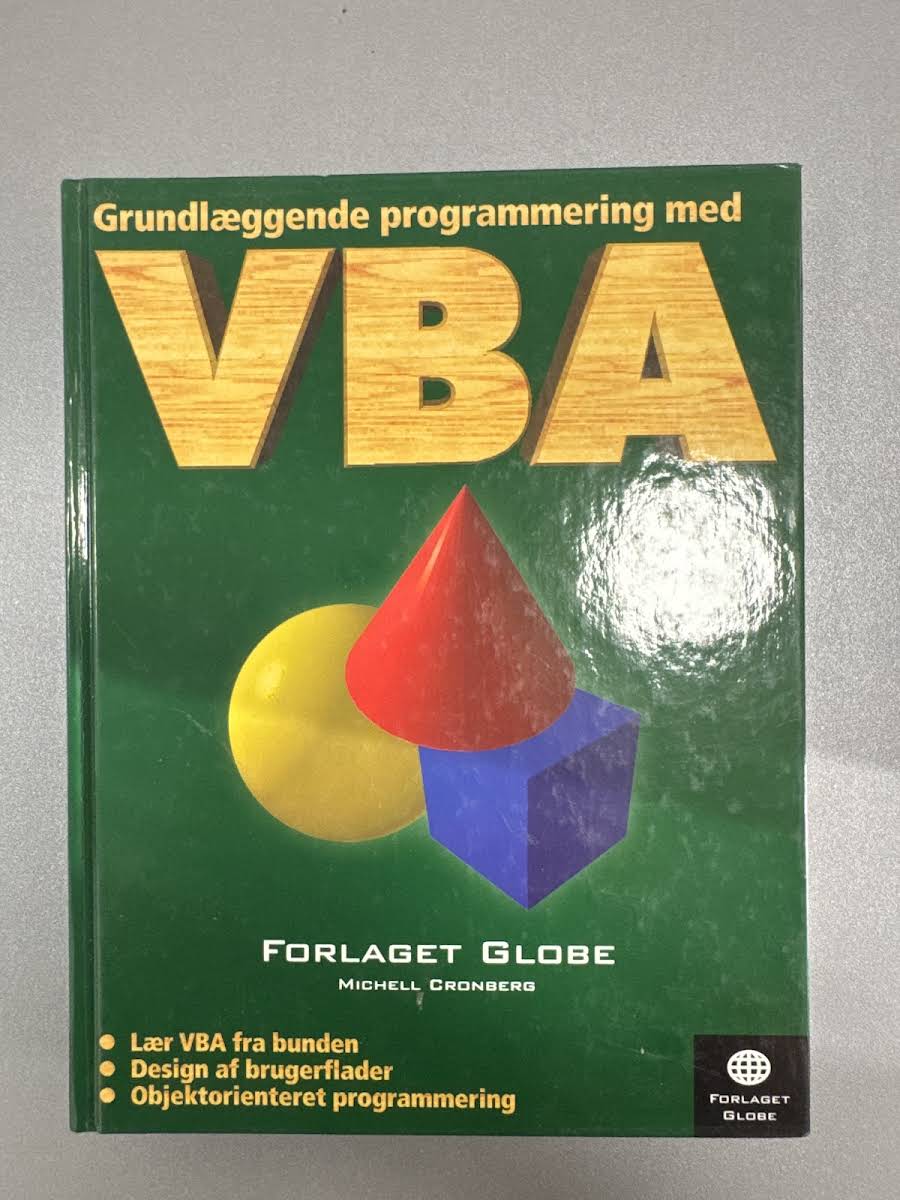 Grundlæggende programmering med
VBA
FORLAGET GLOBE
MICHELL CRONBERG
• Lær VBA fra bunden
• Design af brugerflader
• Objektorienteret programmering
FORLAGET
GLOBE